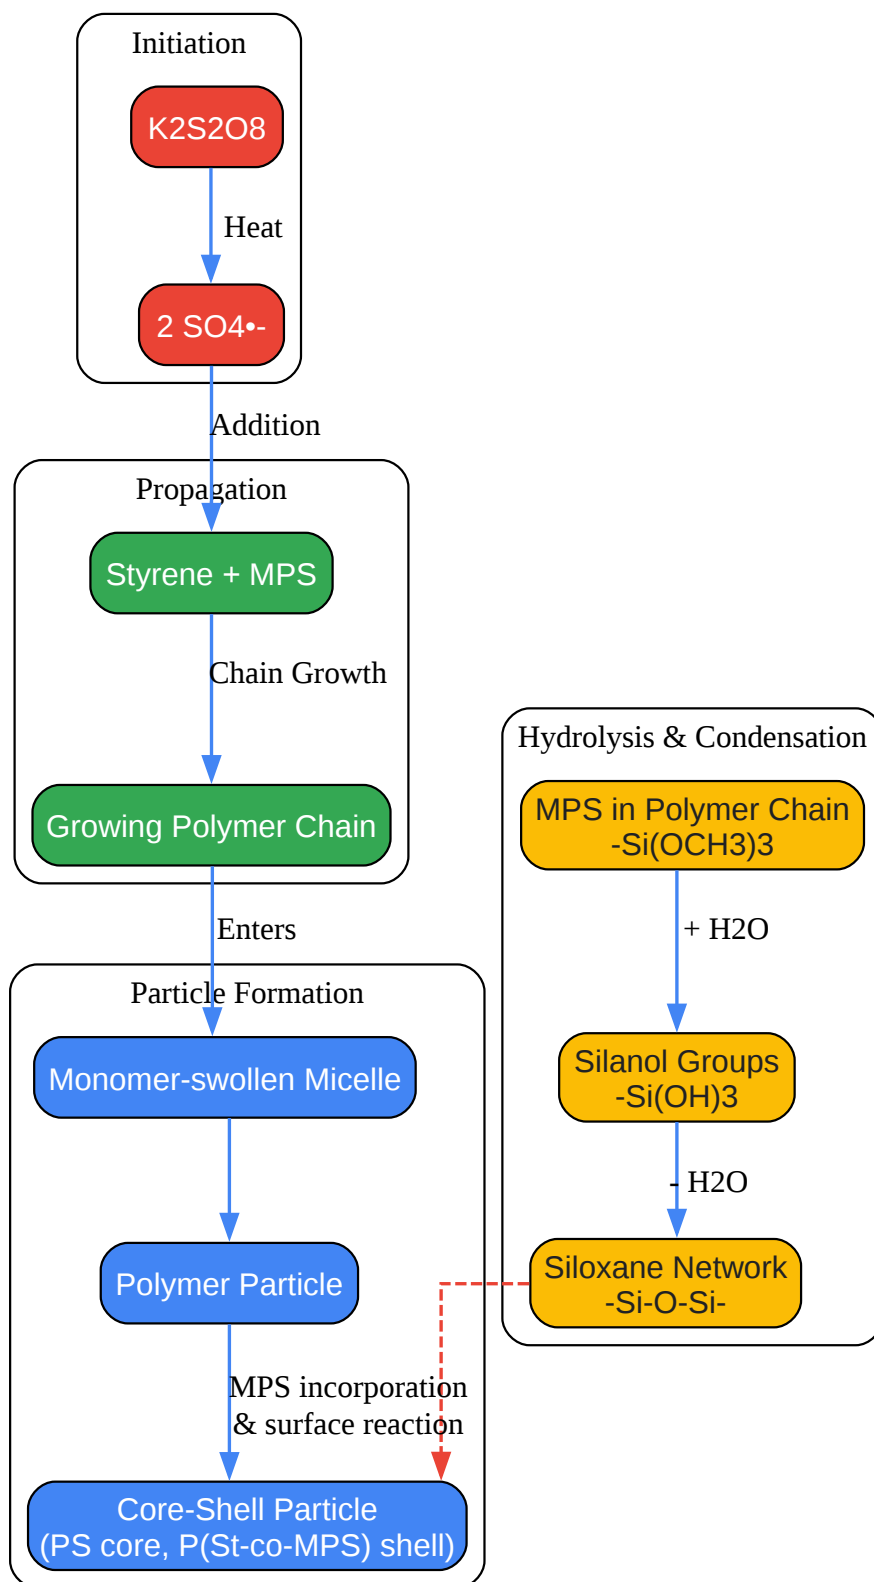 Initiation
K2S2O8
Heat
2 SO4•-
Addition
Propagation
Styrene + MPS
Chain Growth
Growing Polymer Chain
Enters
Particle Formation
Monomer-swollen Micelle
Polymer Particle
MPS incorporation
& surface reaction
Core-Shell Particle
(PS core, P(St-co-MPS) shell)
Hydrolysis & Condensation
MPS in Polymer Chain
-Si(OCH3)3
+ H2O
Silanol Groups
-Si(OH)3
- H2O
Siloxane Network
-Si-O-Si-